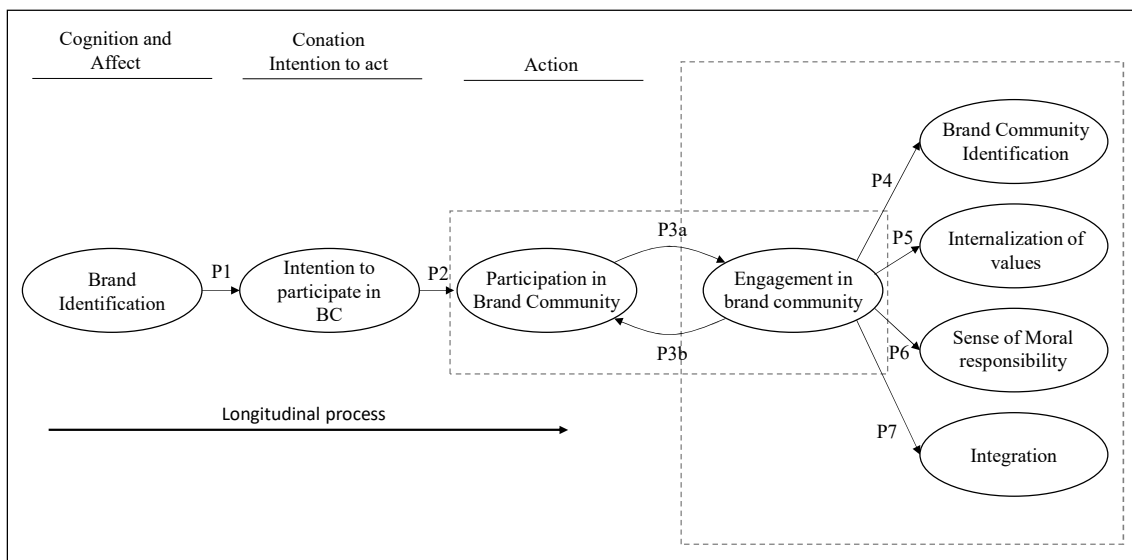 Cognition and
Affect
Conation
Intention to act
Action
Brand
Identification
P1
Intention to
participate in
BC
P2
Participation in
Brand Community
P3a
P3b
Engagement in
brand community
P4
P5
P6
P7
Brand Community
Identification
Internalization of
values
Sense of Moral
responsibility
Integration
Longitudinal process